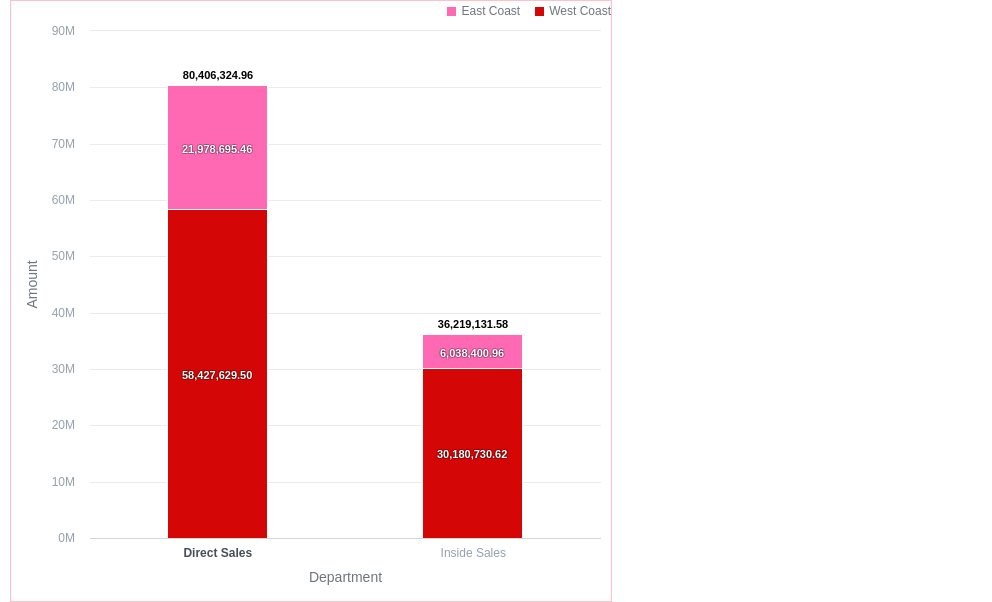 East Coast West Coast
90M
80,406,324.96
80M
21,978,695.46
70M
60M
50M
Amount
40M
36,219,131.58
6,038,400.96
30M
58,427,629.50
20M
30,180,730.62
10M
0M
Direct Sales Inside Sales
Department